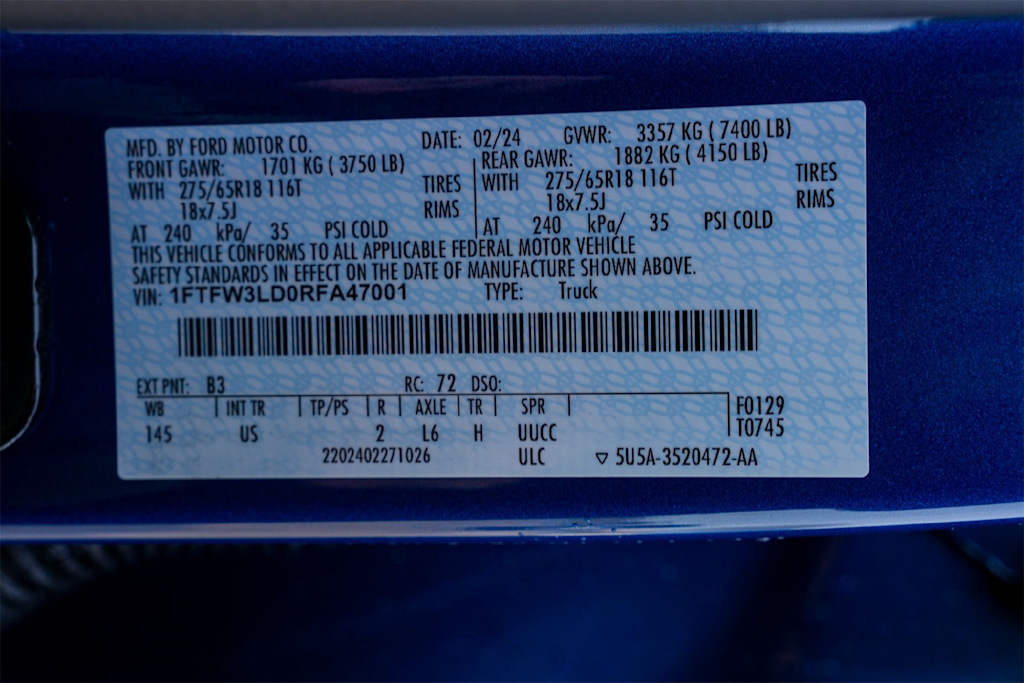 MFD. BY FORD MOTOR CO. DATE: 02/24 GVWR: 3357 KG ( 7400 LB)
FRONT GAWR: 1701 KG ( 3750 LB) REAR GAWR: 1882 KG ( 4150 LB)
WITH 275/65R18 116T TIRES WITH 275/65R18 116T TIRES
18x7.5J RIMS 18x7.5J RIMS
AT 240 kPa/ 35 PSI COLD AT 240 kPa/ 35 PSI COLD
THIS VEHICLE CONFORMS TO ALL APPLICABLE FEDERAL MOTOR VEHICLE
SAFETY STANDARDS IN EFFECT ON THE DATE OF MANUFACTURE SHOWN ABOVE.
VIN: 1FTFW3LD0RFA47001 TYPE: Truck
EXT PNT: B3 RC: 72 DSO:
WB INT TR TP/PS R AXLE TR SPR F0129
145 US 2 L6 H UUCC T0745
2202402271026 ULC ▽ 5U5A-3520472-AA